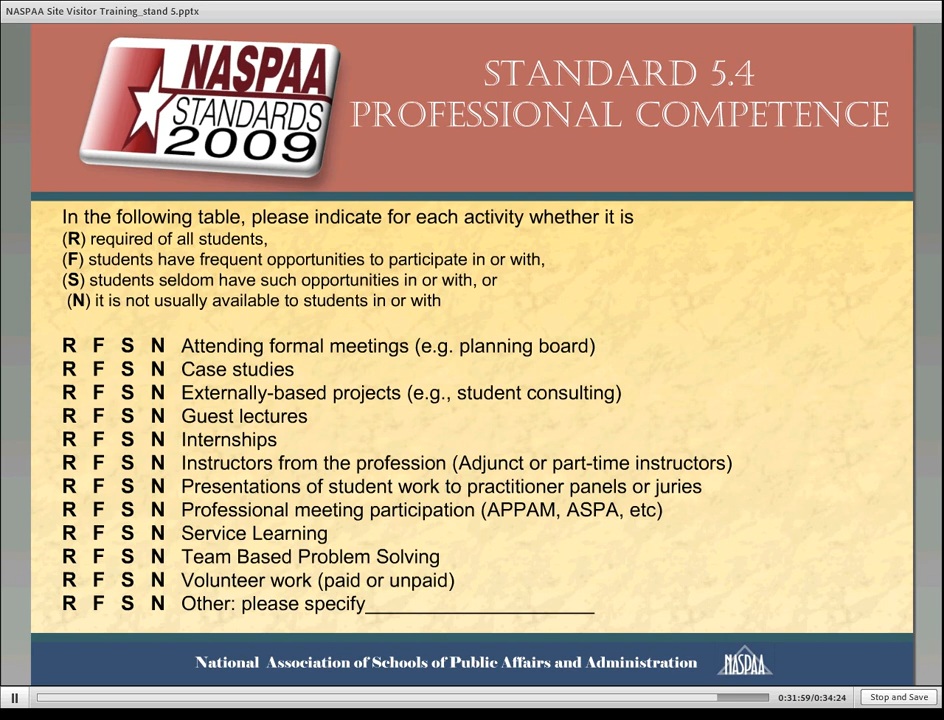 NASPAA Site Visitor Training_stand 5.pptx
NASPAA
STANDARDS
2009
STANDARD 5.4
PROFESSIONAL COMPETENCE
In the following table, please indicate for each activity whether it is
(R) required of all students,
(F) students have frequent opportunities to participate in or with,
(S) students seldom have such opportunities in or with, or
(N) it is not usually available to students in or with
R F S N Attending formal meetings (e.g. planning board)
R F S N Case studies
R F S N Externally-based projects (e.g., student consulting)
R F S N Guest lectures
R F S N Internships
R F S N Instructors from the profession (Adjunct or part-time instructors)
R F S N Presentations of student work to practitioner panels or juries
R F S N Professional meeting participation (APPAM, ASPA, etc)
R F S N Service Learning
R F S N Team Based Problem Solving
R F S N Volunteer work (paid or unpaid)
R F S N Other: please specify_____________________
National Association of Schools of Public Affairs and Administration
NASPAA
0:31:59/0:34:24
Stop and Save